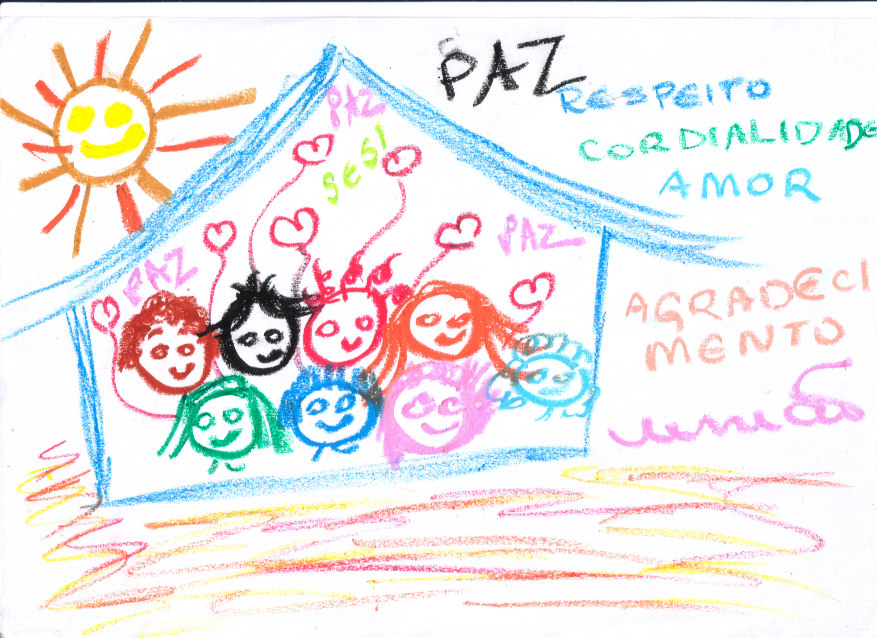 PAZ
RESPEITO
CORDIALIDADE
AMOR
PAZ
SESI
PAZ
PAZ
AGRADECI
MENTO